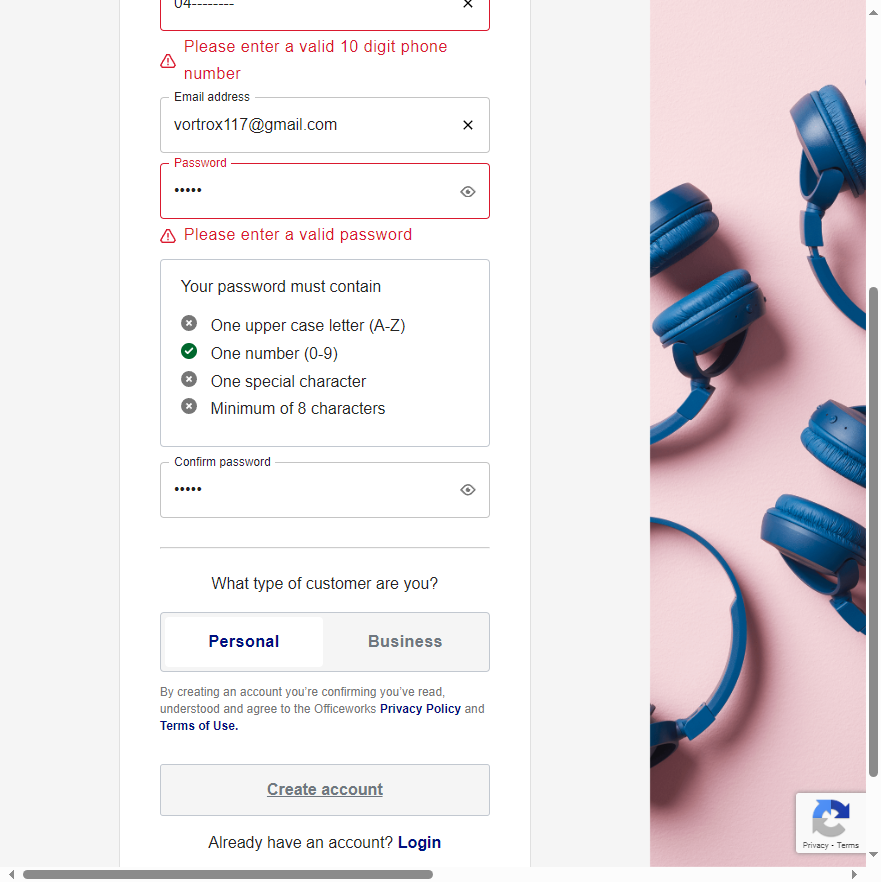 04--------
Please enter a valid 10 digit phone
number
Email address
vortrox117@gmail.com
Password
•••••
Please enter a valid password
Your password must contain
One upper case letter (A-Z)
One number (0-9)
One special character
Minimum of 8 characters
Confirm password
•••••
What type of customer are you?
Personal Business
By creating an account you’re confirming you’ve read,
understood and agree to the Officeworks Privacy Policy and
Terms of Use.
Create account
Already have an account? Login
Privacy - Terms